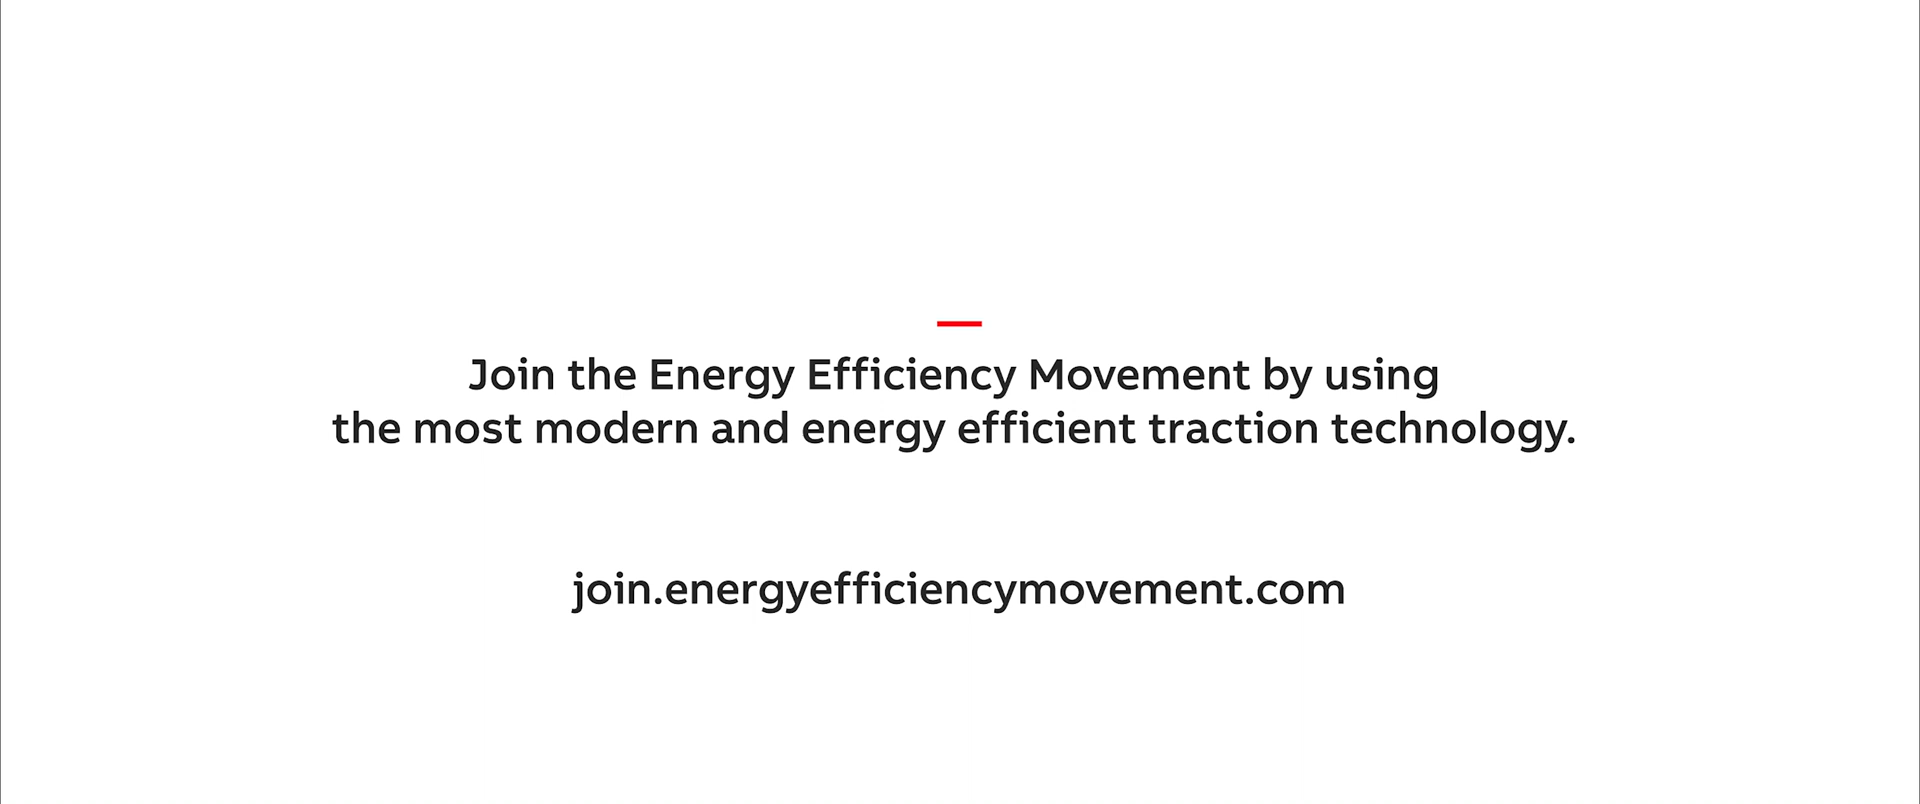 Join the Energy Efficiency Movement by using
the most modern and energy efficient traction technology.
join.energyefficiencymovement.com